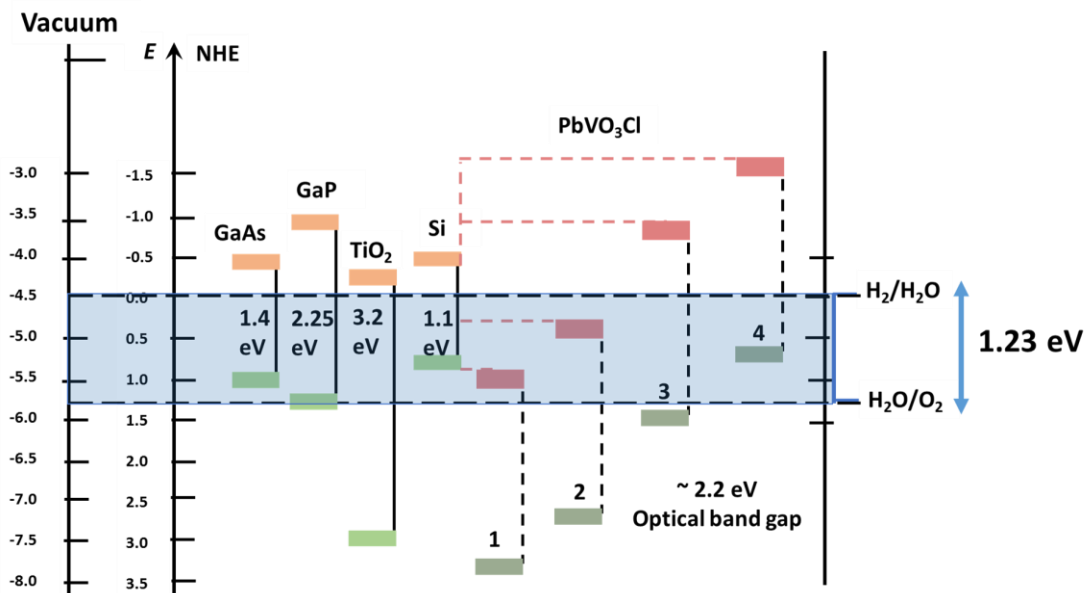 Vacuum
E NHE
PbVO₃Cl
-3.0
-3.5
-4.0
-4.5
-5.0
-5.5
-6.0
-6.5
-7.0
-7.5
-8.0
-1.5
-1.0
-0.5
0.0
0.5
1.0
1.5
2.0
2.5
3.0
3.5
GaAs
GaP
TiO₂
Si
1.4
eV
2.25
eV
3.2
eV
1.1
eV
1
2
3
4
~ 2.2 eV
Optical band gap
H₂/H₂O
1.23 eV
H₂O/O₂